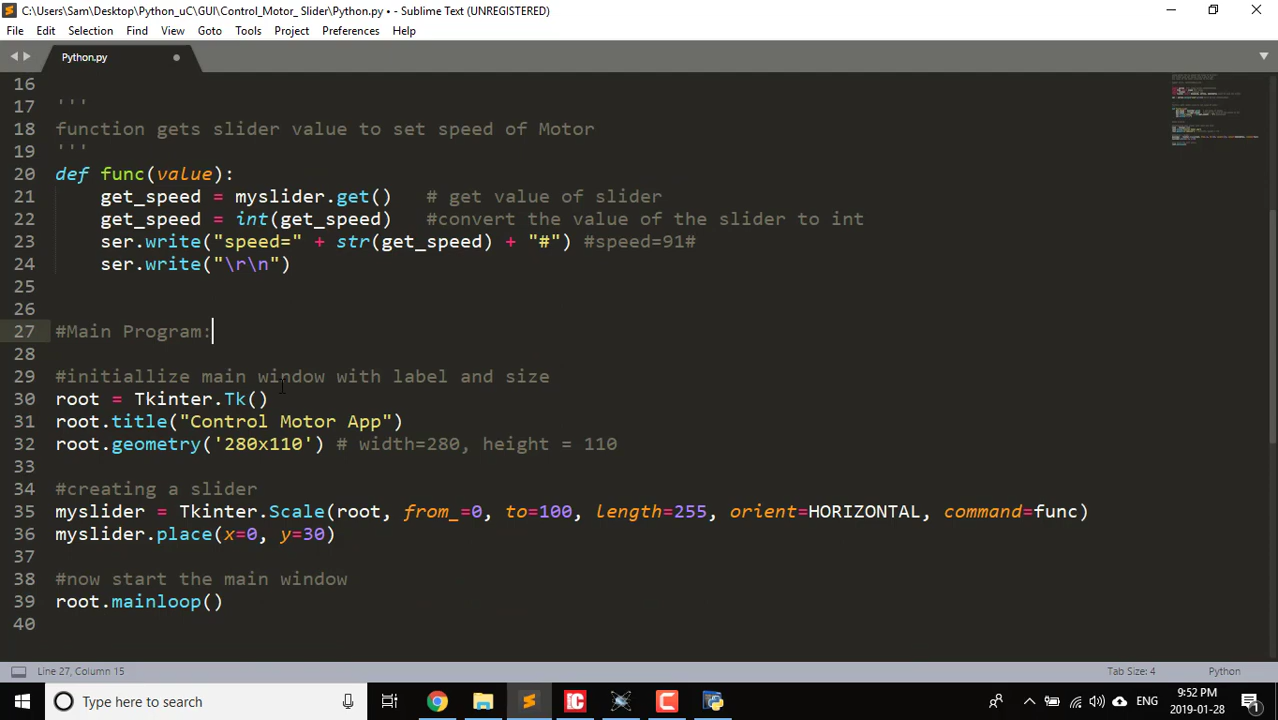 C:\Users\Sam\Desktop\Python_uC\GUI\Control_Motor_ Slider\Python.py • - Sublime Text (UNREGISTERED)
File Edit Selection Find View Goto Tools Project Preferences Help
Python.py
16
17 '''
18 function gets slider value to set speed of Motor
19 '''
20 def func(value):
21 get_speed = myslider.get() # get value of slider
22 get_speed = int(get_speed) #convert the value of the slider to int
23 ser.write("speed=" + str(get_speed) + "#") #speed=91#
24 ser.write("\r\n")
25
26
27 #Main Program:
28
29 #initiallize main window with label and size
30 root = Tkinter.Tk()
31 root.title("Control Motor App")
32 root.geometry('280x110') # width=280, height = 110
33
34 #creating a slider
35 myslider = Tkinter.Scale(root, from_=0, to=100, length=255, orient=HORIZONTAL, command=func)
36 myslider.place(x=0, y=30)
37
38 #now start the main window
39 root.mainloop()
40
Line 27, Column 15 Tab Size: 4 Python
Type here to search ENG 9:52 PM
2019-01-28 1